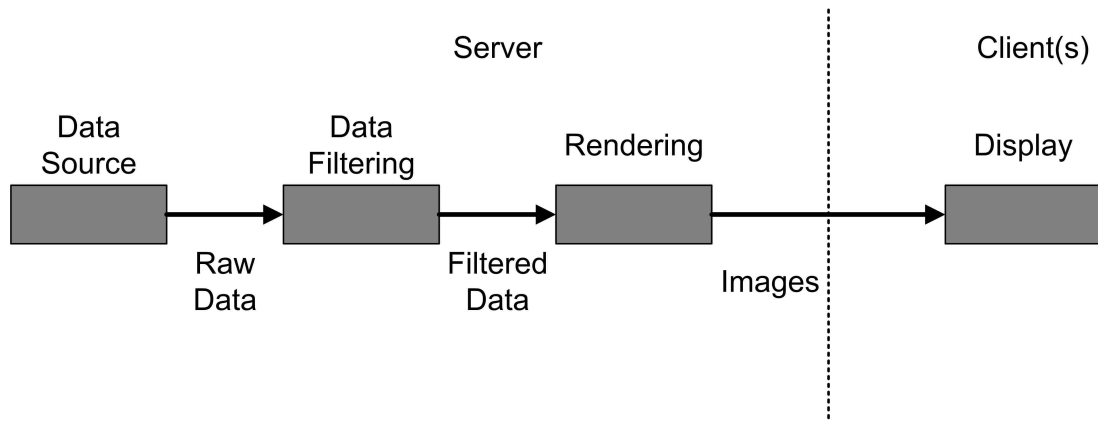 Server
Client(s)
Data
Source
Data
Filtering
Rendering
Display
Raw
Data
Filtered
Data
Images